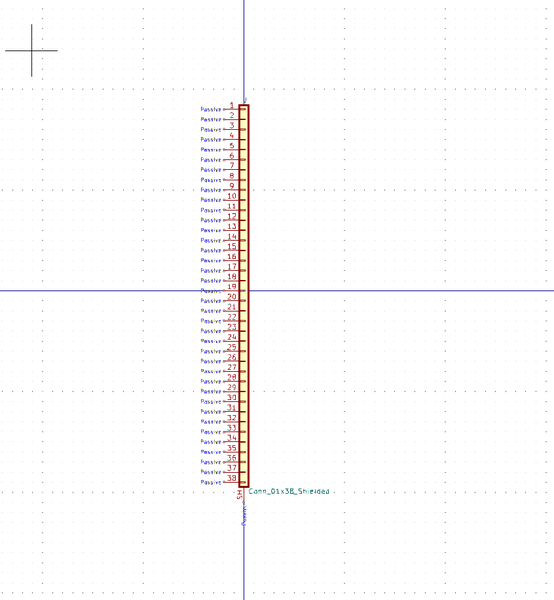 J
Passive 1
Passive 2
Passive 3
Passive 4
Passive 5
Passive 6
Passive 7
Passive 8
Passive 9
Passive 10
Passive 11
Passive 12
Passive 13
Passive 14
Passive 15
Passive 16
Passive 17
Passive 18
Passive 19
Passive 20
Passive 21
Passive 22
Passive 23
Passive 24
Passive 25
Passive 26
Passive 27
Passive 28
Passive 29
Passive 30
Passive 31
Passive 32
Passive 33
Passive 34
Passive 35
Passive 36
Passive 37
Passive 38
Conn_01x38_Shielded
SH
Passive